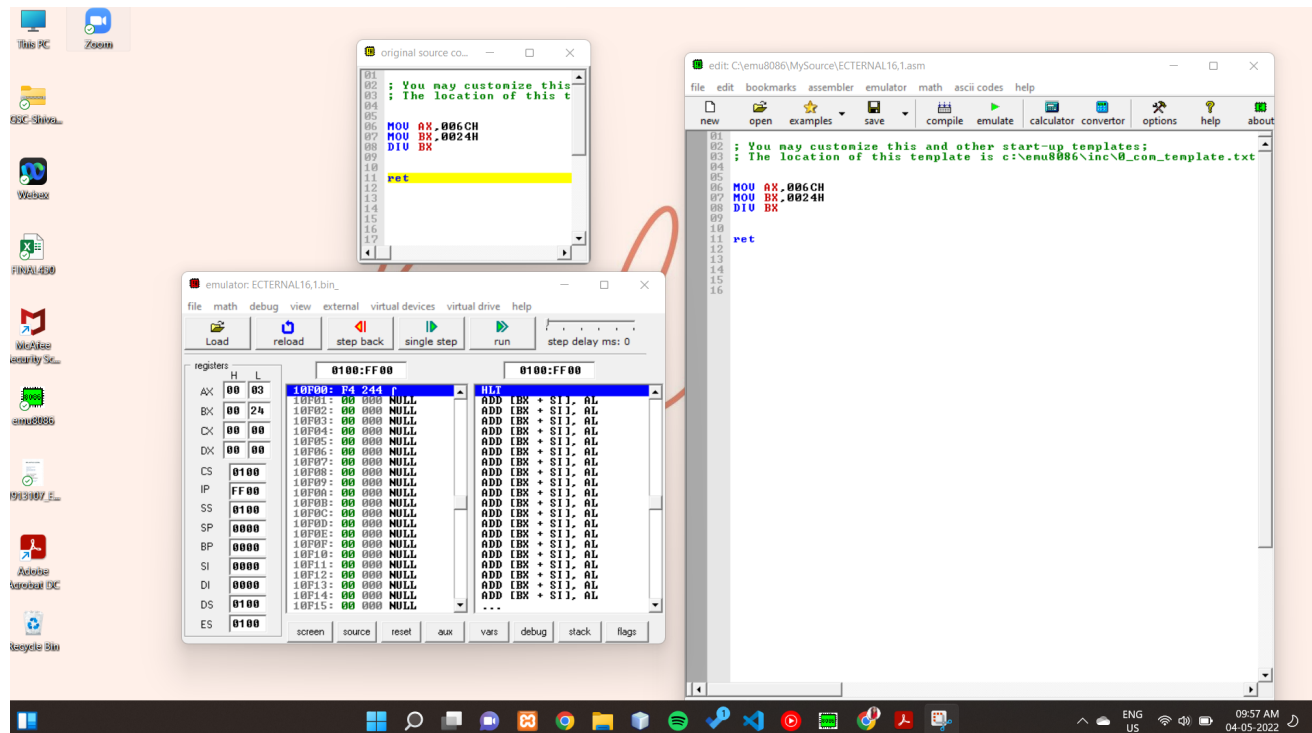 This PC
Zoom
GSC-Shiva...
Webex
FINAL450
McAfee
Security Sc...
emu8086
Adobe
Acrobat DC
Recycle Bin
original source co...
01
02 ; You may customize this
03 ; The location of this t
04
05
06 MOV AX,006CH
07 MOV BX,0024H
08 DIV BX
09
10
11 ret
12
13
14
15
16
17
emulator: ECTERNAL16,1.bin_
file math debug view external virtual devices virtual drive help
Load reload step back single step run step delay ms: 0
registers
H L
0100:FF00 0100:FF00
AX 00 03
BX 00 24
CX 00 00
DX 00 00
CS 0100
IP FF00
SS 0100
SP 0000
BP 0000
SI 0000
DI 0000
DS 0100
ES 0100
10F00: F4 244 ⌠ HLT
10F01: 00 000 NULL ADD [BX + SI], AL
10F02: 00 000 NULL ADD [BX + SI], AL
10F03: 00 000 NULL ADD [BX + SI], AL
10F04: 00 000 NULL ADD [BX + SI], AL
10F05: 00 000 NULL ADD [BX + SI], AL
10F06: 00 000 NULL ADD [BX + SI], AL
10F07: 00 000 NULL ADD [BX + SI], AL
10F08: 00 000 NULL ADD [BX + SI], AL
10F09: 00 000 NULL ADD [BX + SI], AL
10F0A: 00 000 NULL ADD [BX + SI], AL
10F0B: 00 000 NULL ADD [BX + SI], AL
10F0C: 00 000 NULL ADD [BX + SI], AL
10F0D: 00 000 NULL ADD [BX + SI], AL
10F0E: 00 000 NULL ADD [BX + SI], AL
10F0F: 00 000 NULL ADD [BX + SI], AL
10F10: 00 000 NULL ADD [BX + SI], AL
10F11: 00 000 NULL ADD [BX + SI], AL
10F12: 00 000 NULL ADD [BX + SI], AL
10F13: 00 000 NULL ADD [BX + SI], AL
10F14: 00 000 NULL ADD [BX + SI], AL
10F15: 00 000 NULL ...
screen source reset aux vars debug stack flags
edit: C:\emu8086\MySource\ECTERNAL16,1.asm
file edit bookmarks assembler emulator math ascii codes help
new open examples save compile emulate calculator convertor options help about
01
02 ; You may customize this and other start-up templates;
03 ; The location of this template is c:\emu8086\inc\0_com_template.txt
04
05
06 MOV AX,006CH
07 MOV BX,0024H
08 DIV BX
09
10
11 ret
12
13
14
15
16
ENG
US
09:57 AM
04-05-2022